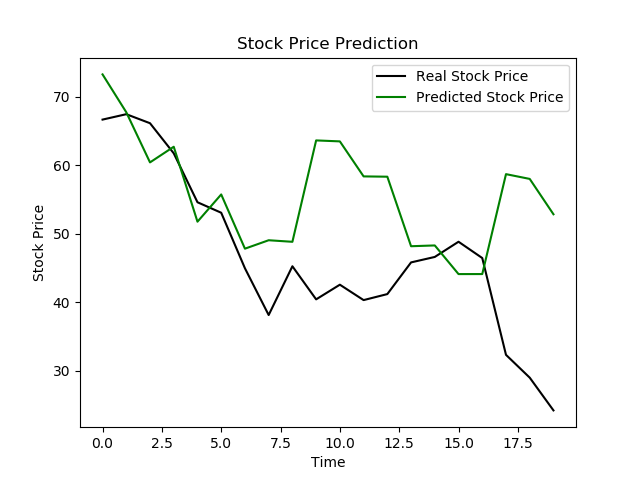 Stock Price Prediction
Real Stock Price
Predicted Stock Price
Stock Price
70
60
50
40
30
0.0 2.5 5.0 7.5 10.0 12.5 15.0 17.5
Time